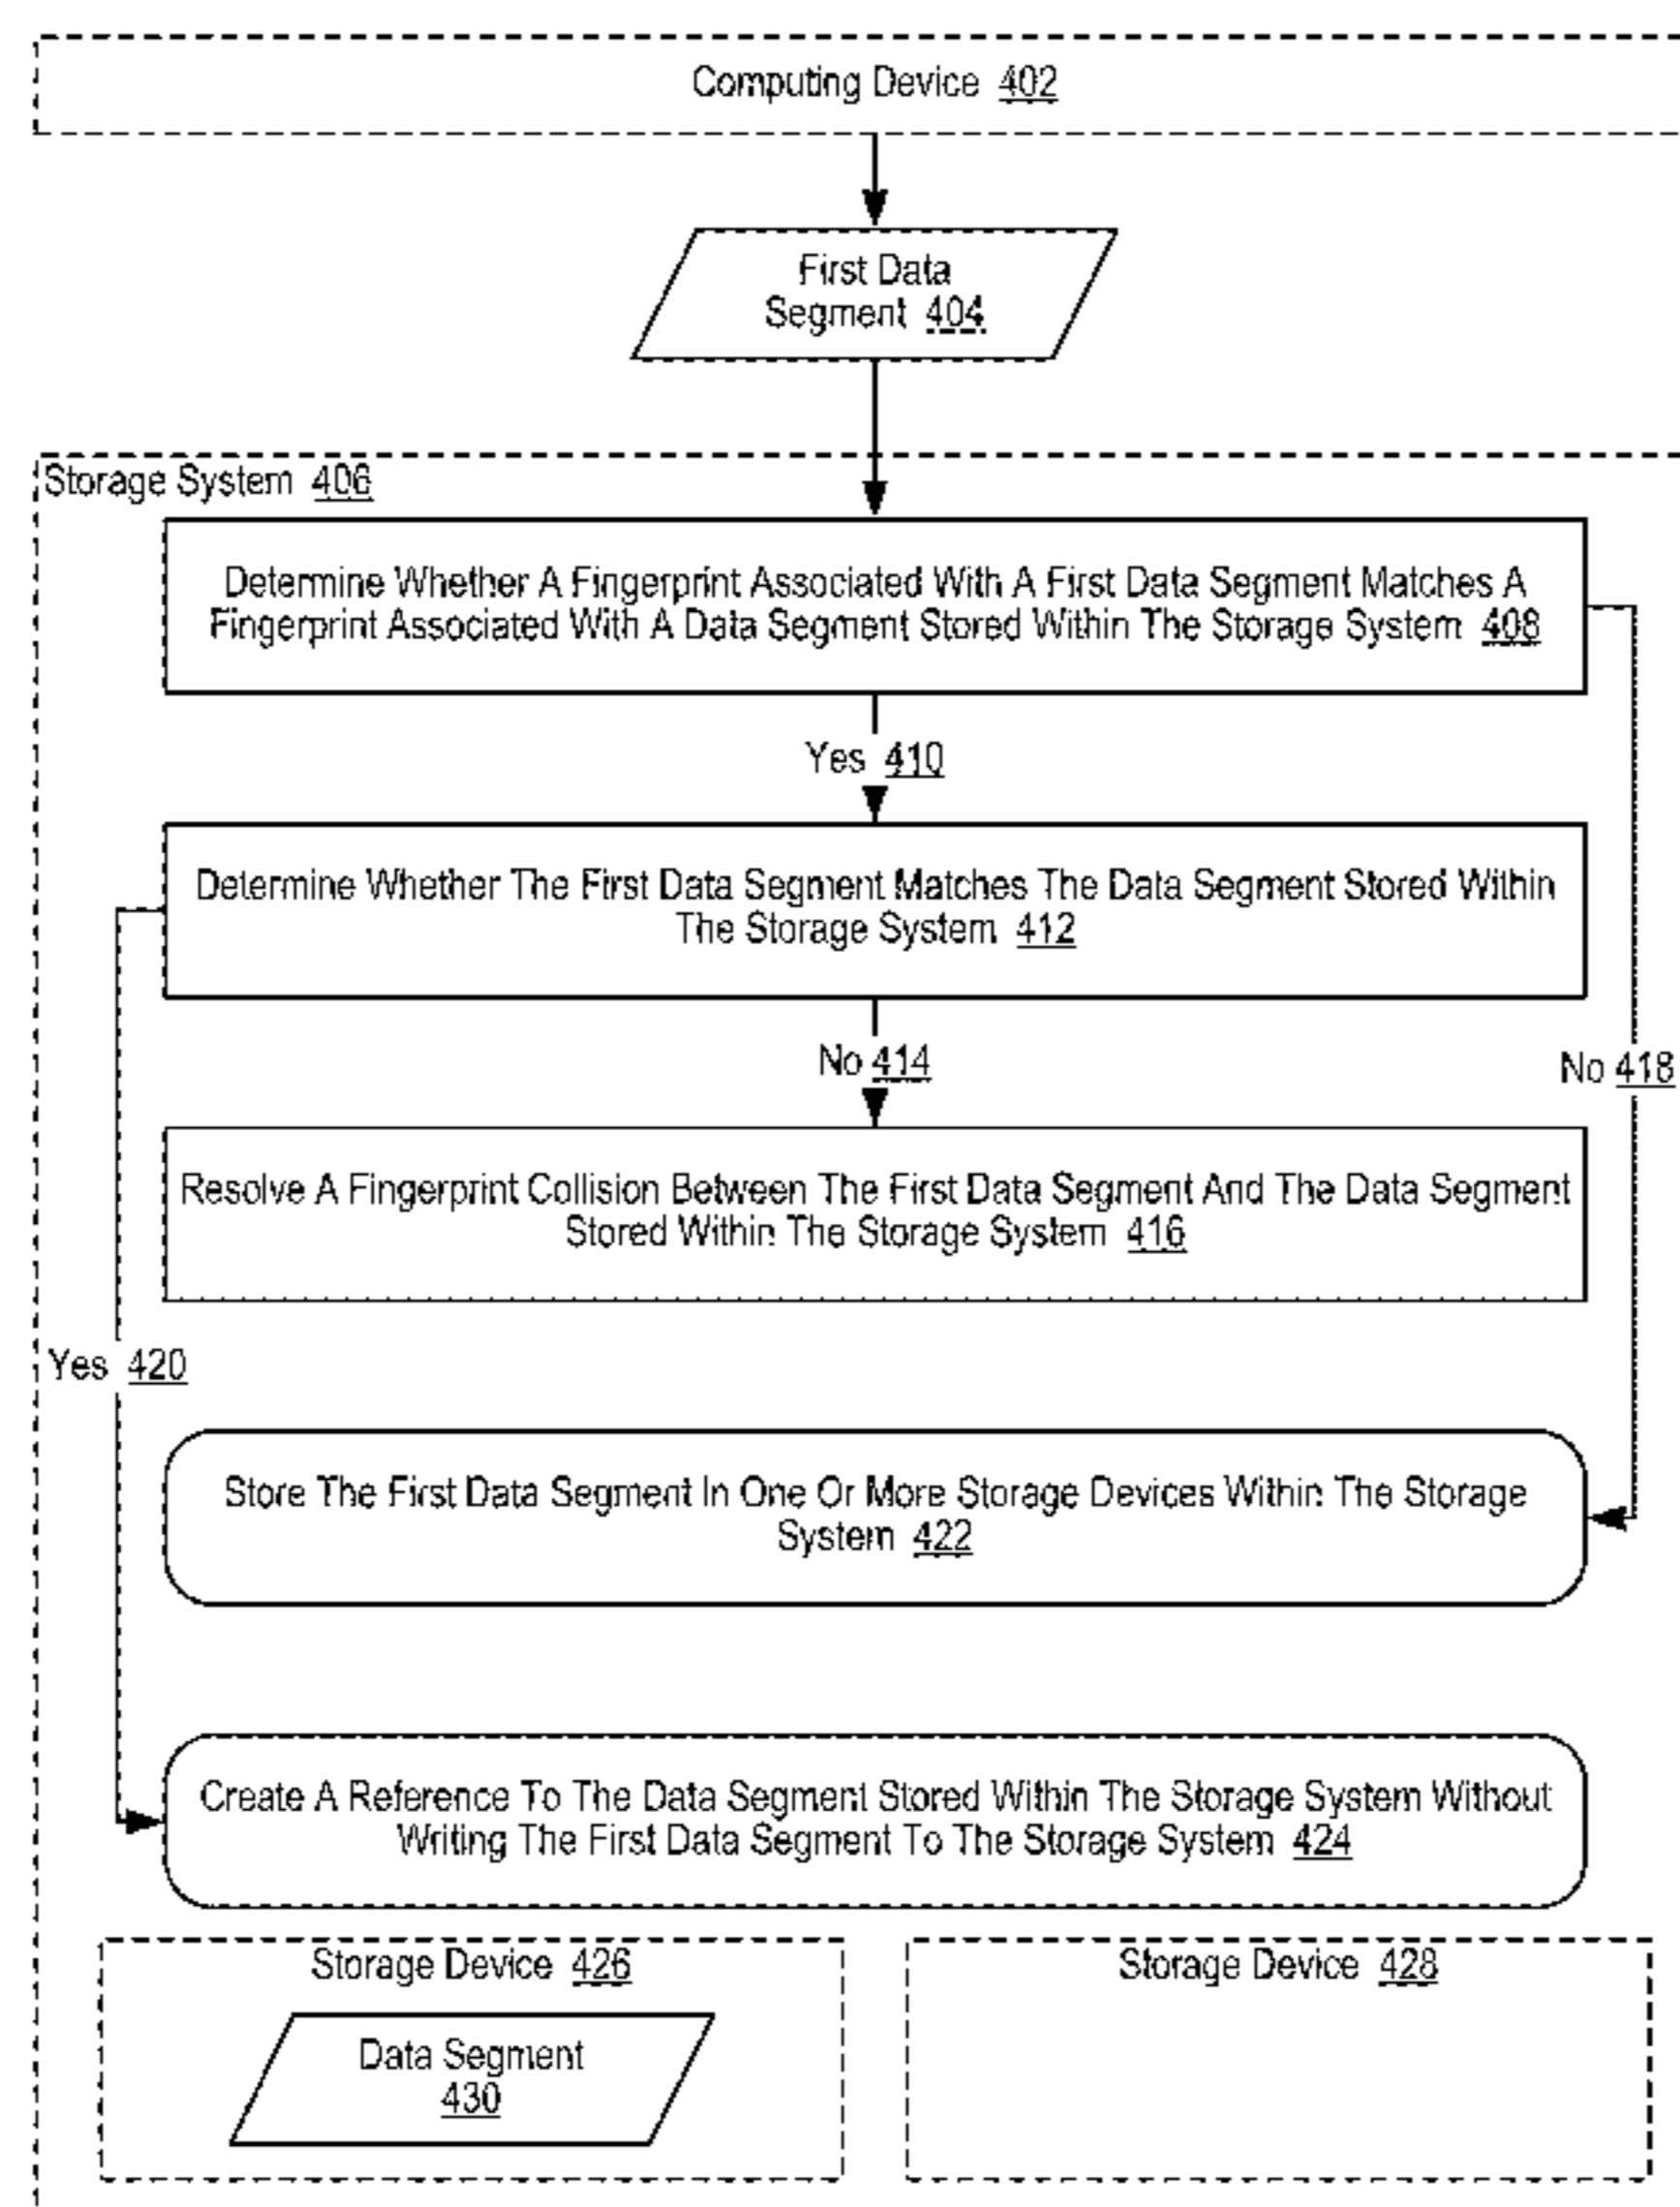 Computing Device 402
First Data
Segment 404
Storage System 406
Determine Whether A Fingerprint Associated With A First Data Segment Matches A
Fingerprint Associated With A Data Segment Stored Within The Storage System 408
Yes 410
Determine Whether The First Data Segment Matches The Data Segment Stored Within
The Storage System 412
No 414
No 418
Resolve A Fingerprint Collision Between The First Data Segment And The Data Segment
Stored Within The Storage System 416
Yes 420
Store The First Data Segment In One Or More Storage Devices Within The Storage
System 422
Create A Reference To The Data Segment Stored Within The Storage System Without
Writing The First Data Segment To The Storage System 424
Storage Device 426
Storage Device 428
Data Segment
430